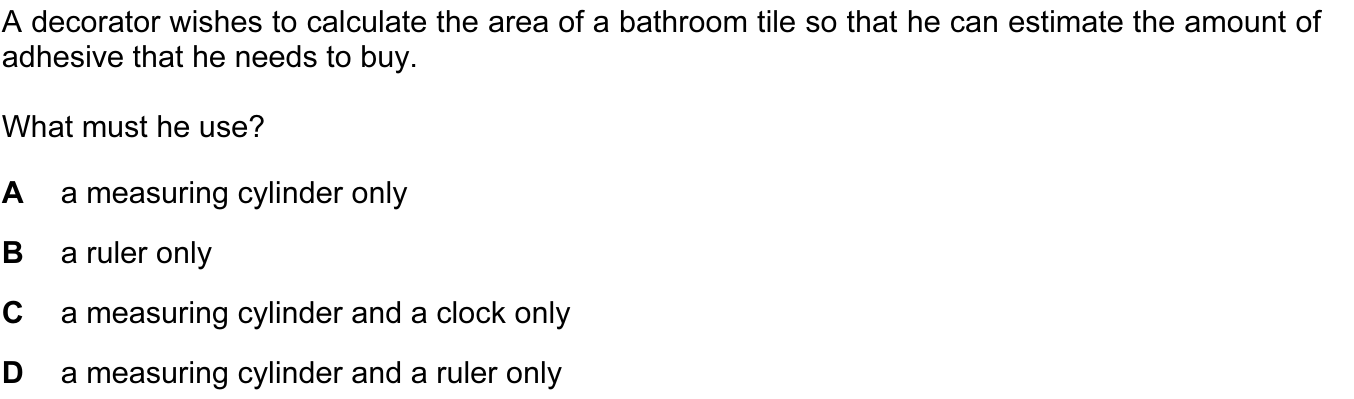 A decorator wishes to calculate the area of a bathroom tile so that he can estimate the amount of
adhesive that he needs to buy.
What must he use?
A a measuring cylinder only
B a ruler only
C a measuring cylinder and a clock only
D a measuring cylinder and a ruler only